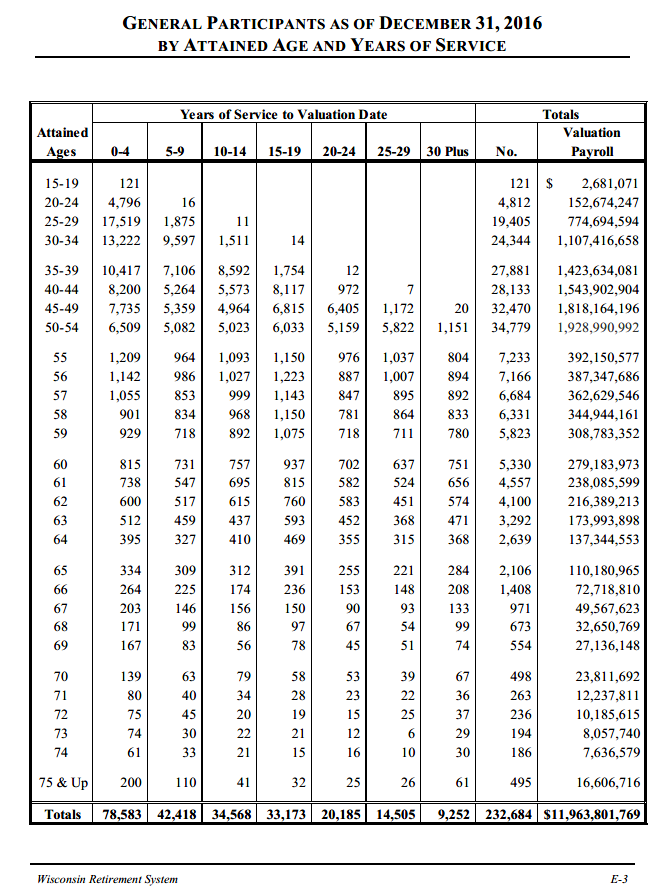 GENERAL PARTICIPANTS AS OF DECEMBER 31, 2016
BY ATTAINED AGE AND YEARS OF SERVICE
Years of Service to Valuation Date Totals
Attained Valuation
Ages 0-4 5-9 10-14 15-19 20-24 25-29 30 Plus No. Payroll
15-19 121 121 $ 2,681,071
20-24 4,796 16 4,812 152,674,247
25-29 17,519 1,875 11 19,405 774,694,594
30-34 13,222 9,597 1,511 14 24,344 1,107,416,658
35-39 10,417 7,106 8,592 1,754 12 27,881 1,423,634,081
40-44 8,200 5,264 5,573 8,117 972 7 28,133 1,543,902,904
45-49 7,735 5,359 4,964 6,815 6,405 1,172 20 32,470 1,818,164,196
50-54 6,509 5,082 5,023 6,033 5,159 5,822 1,151 34,779 1,928,990,992
55 1,209 964 1,093 1,150 976 1,037 804 7,233 392,150,577
56 1,142 986 1,027 1,223 887 1,007 894 7,166 387,347,686
57 1,055 853 999 1,143 847 895 892 6,684 362,629,546
58 901 834 968 1,150 781 864 833 6,331 344,944,161
59 929 718 892 1,075 718 711 780 5,823 308,783,352
60 815 731 757 937 702 637 751 5,330 279,183,973
61 738 547 695 815 582 524 656 4,557 238,085,599
62 600 517 615 760 583 451 574 4,100 216,389,213
63 512 459 437 593 452 368 471 3,292 173,993,898
64 395 327 410 469 355 315 368 2,639 137,344,553
65 334 309 312 391 255 221 284 2,106 110,180,965
66 264 225 174 236 153 148 208 1,408 72,718,810
67 203 146 156 150 90 93 133 971 49,567,623
68 171 99 86 97 67 54 99 673 32,650,769
69 167 83 56 78 45 51 74 554 27,136,148
70 139 63 79 58 53 39 67 498 23,811,692
71 80 40 34 28 23 22 36 263 12,237,811
72 75 45 20 19 15 25 37 236 10,185,615
73 74 30 22 21 12 6 29 194 8,057,740
74 61 33 21 15 16 10 30 186 7,636,579
75 & Up 200 110 41 32 25 26 61 495 16,606,716
Totals 78,583 42,418 34,568 33,173 20,185 14,505 9,252 232,684 $11,963,801,769
Wisconsin Retirement System E-3